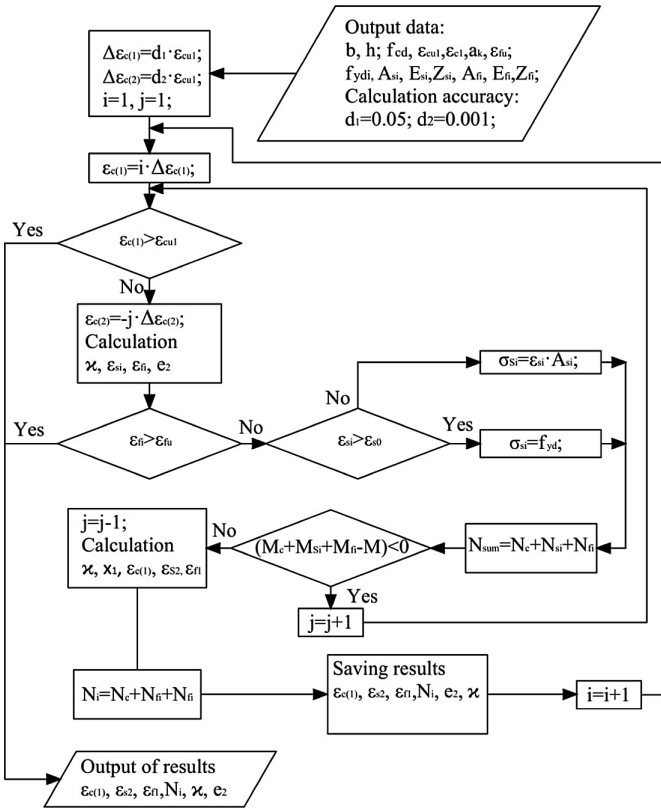 Output data:
b, h; fcd, εcu1,εc1,ak, εfu;
fydi, Asi, Esi,Zsi, Afi, Efi,Zfi;
Calculation accuracy:
d1=0.05; d2=0.001;
Δεc(1)=d1·εcu1;
Δεc(2)=d2·εcu1;
i=1, j=1;
εc(1)=i·Δεc(1);
Yes
εc(1)>εcu1
No
εc(2)=-j·Δεc(2);
Calculation
ϰ, εsi, εfi, e2
Yes
εfi>εfu
No
εsi>εs0
No
Yes
σSi=εsi·Asi;
σsi=fyd;
Nsum=Nc+Nsi+Nfi
(Mc+MSi+Mfi-M)<0
No
Yes
j=j+1
j=j-1;
Calculation
ϰ, x1, εc(1), εS2,εf1
Ni=Nc+Nfi+Nfi
Saving results
εc(1), εs2, εf1,Ni, e2, ϰ
i=i+1
Output of results
εc(1), εs2, εf1,Ni, ϰ, e2